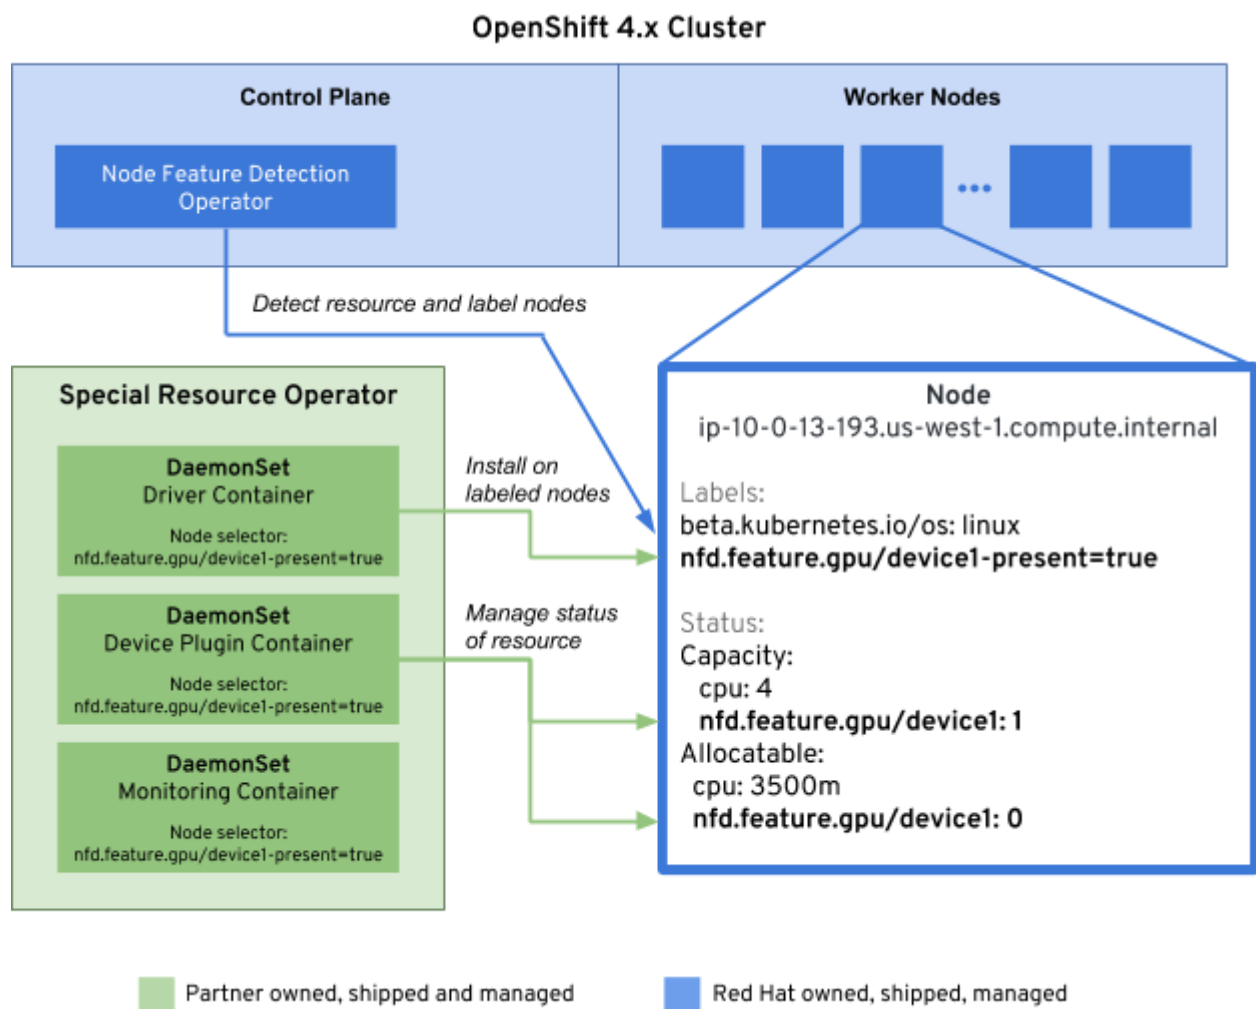 OpenShift 4.x Cluster
Control Plane
Worker Nodes
Node Feature Detection
Operator
•••
Detect resource and label nodes
Special Resource Operator
DaemonSet
Driver Container
Node selector:
nfd.feature.gpu/device1-present=true
DaemonSet
Device Plugin Container
Node selector:
nfd.feature.gpu/device1-present=true
DaemonSet
Monitoring Container
Node selector:
nfd.feature.gpu/device1-present=true
Install on
labeled nodes
Manage status
of resource
Node
ip-10-0-13-193.us-west-1.compute.internal
Labels:
beta.kubernetes.io/os: linux
nfd.feature.gpu/device1-present=true
Status:
Capacity:
cpu: 4
nfd.feature.gpu/device1: 1
Allocatable:
cpu: 3500m
nfd.feature.gpu/device1: 0
Partner owned, shipped and managed
Red Hat owned, shipped, managed